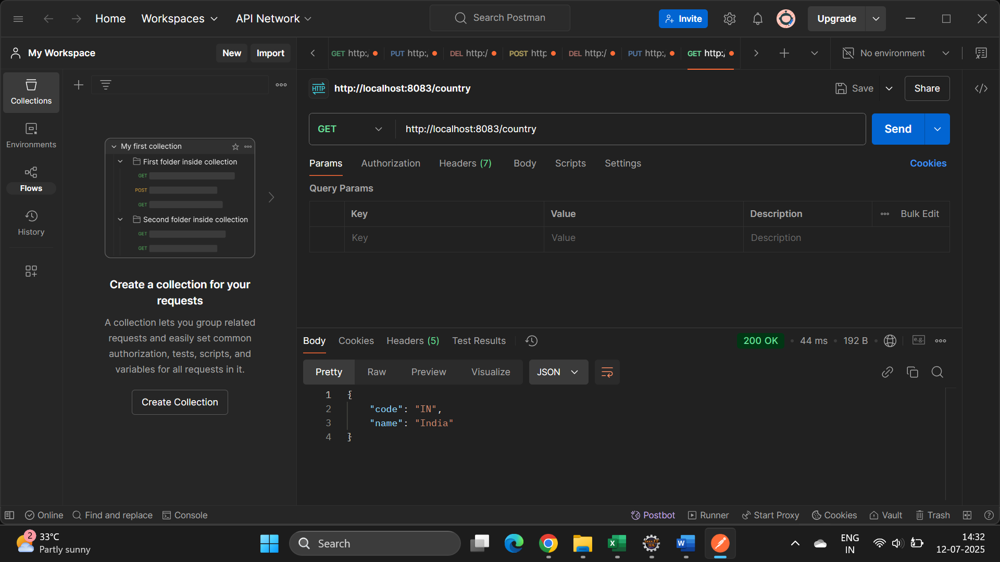 Home
Workspaces
API Network
Search Postman
Invite
Upgrade
My Workspace
New
Import
GET http:/
PUT http:/
DEL http:/
POST http
DEL http:/
PUT http:/
GET http:/
No environment
Collections
Environments
Flows
History
My first collection
First folder inside collection
GET
POST
GET
Second folder inside collection
GET
GET
Create a collection for your
requests
A collection lets you group related
requests and easily set common
authorization, tests, scripts, and
variables for all requests in it.
Create Collection
HTTP
http://localhost:8083/country
Save
Share
GET
http://localhost:8083/country
Send
Params
Authorization
Headers (7)
Body
Scripts
Settings
Cookies
Query Params
Key
Value
Description
Bulk Edit
Key
Value
Description
Body
Cookies
Headers (5)
Test Results
200 OK
44 ms
192 B
e.g.
Pretty
Raw
Preview
Visualize
JSON
1 {
2 "code": "IN",
3 "name": "India"
4 }
Online
Find and replace
Console
Postbot
Runner
Start Proxy
Cookies
Vault
Trash
2
33°C
Partly sunny
Search
Java EE
IDE
ENG
IN
14:32
12-07-2025